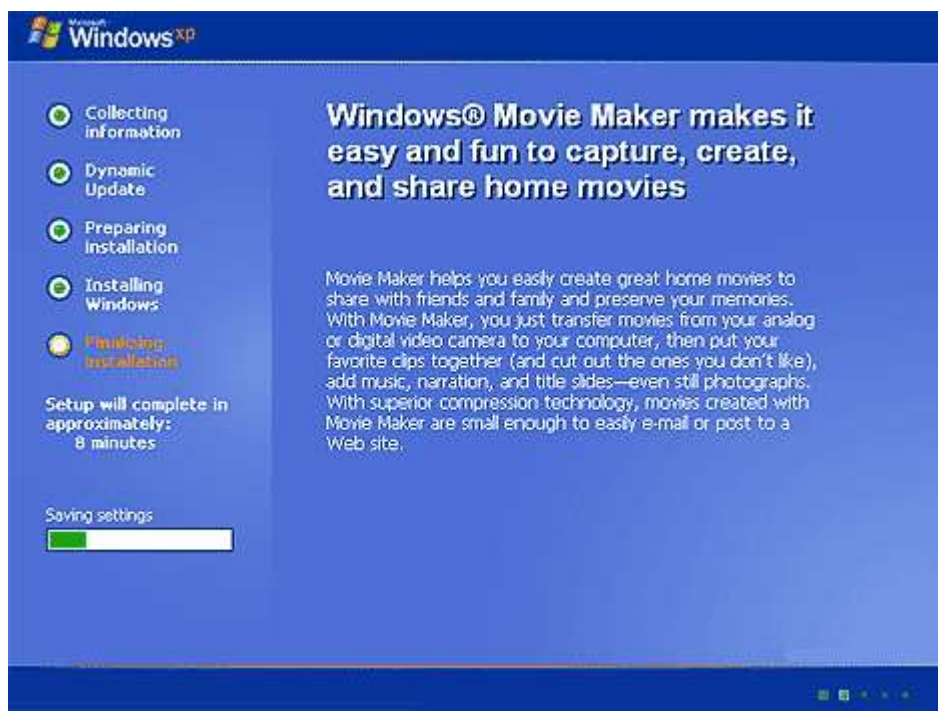 Microsoft
Windows xp
Collecting
information
Dynamic
Update
Preparing
installation
Installing
Windows
Finalizing
installation
Setup will complete in
approximately:
8 minutes
Saving settings
Windows® Movie Maker makes it
easy and fun to capture, create,
and share home movies
Movie Maker helps you easily create great home movies to
share with friends and family and preserve your memories.
With Movie Maker, you just transfer movies from your analog
or digital video camera to your computer, then put your
favorite clips together (and cut out the ones you don't like),
add music, narration, and title slides—even still photographs.
With superior compression technology, movies created with
Movie Maker are small enough to easily e-mail or post to a
Web site.